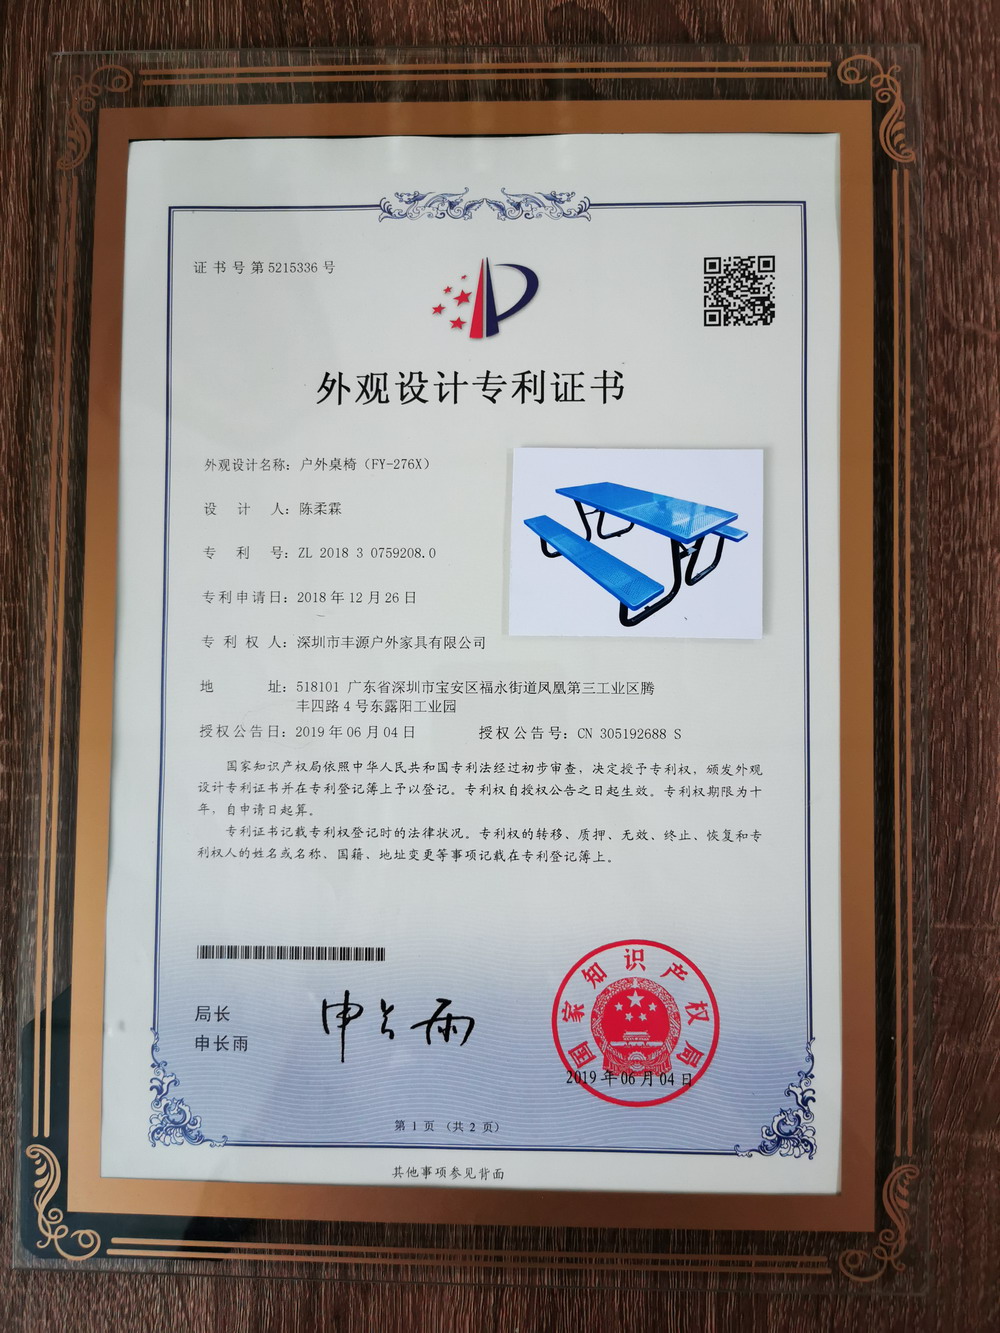 证书号第5215336号
外观设计专利证书
外观设计名称：户外桌椅（FY-276X）
设计人：陈柔霖
专利号：ZL 2018 3 0759208.0
专利申请日：2018年12月26日
专利权人：深圳市丰源户外家具有限公司
地址：518101 广东省深圳市宝安区福永街道凤凰第三工业区腾
丰四路4号东露阳工业园
授权公告日：2019年06月04日 授权公告号：CN 305192688 S
国家知识产权局依照中华人民共和国专利法经过初步审查，决定授予专利权，颁发外观
设计专利证书并在专利登记簿上予以登记。专利权自授权公告之日起生效。专利权期限为十
年，自申请日起算。
专利证书记载专利权登记时的法律状况。专利权的转移、质押、无效、终止、恢复和专
利权人的姓名或名称、国籍、地址变更等事项记载在专利登记簿上。
局长
申长雨
申长雨
国家知识产权局
2019年06月04日
第1页（共2页）
其他事项参见背面